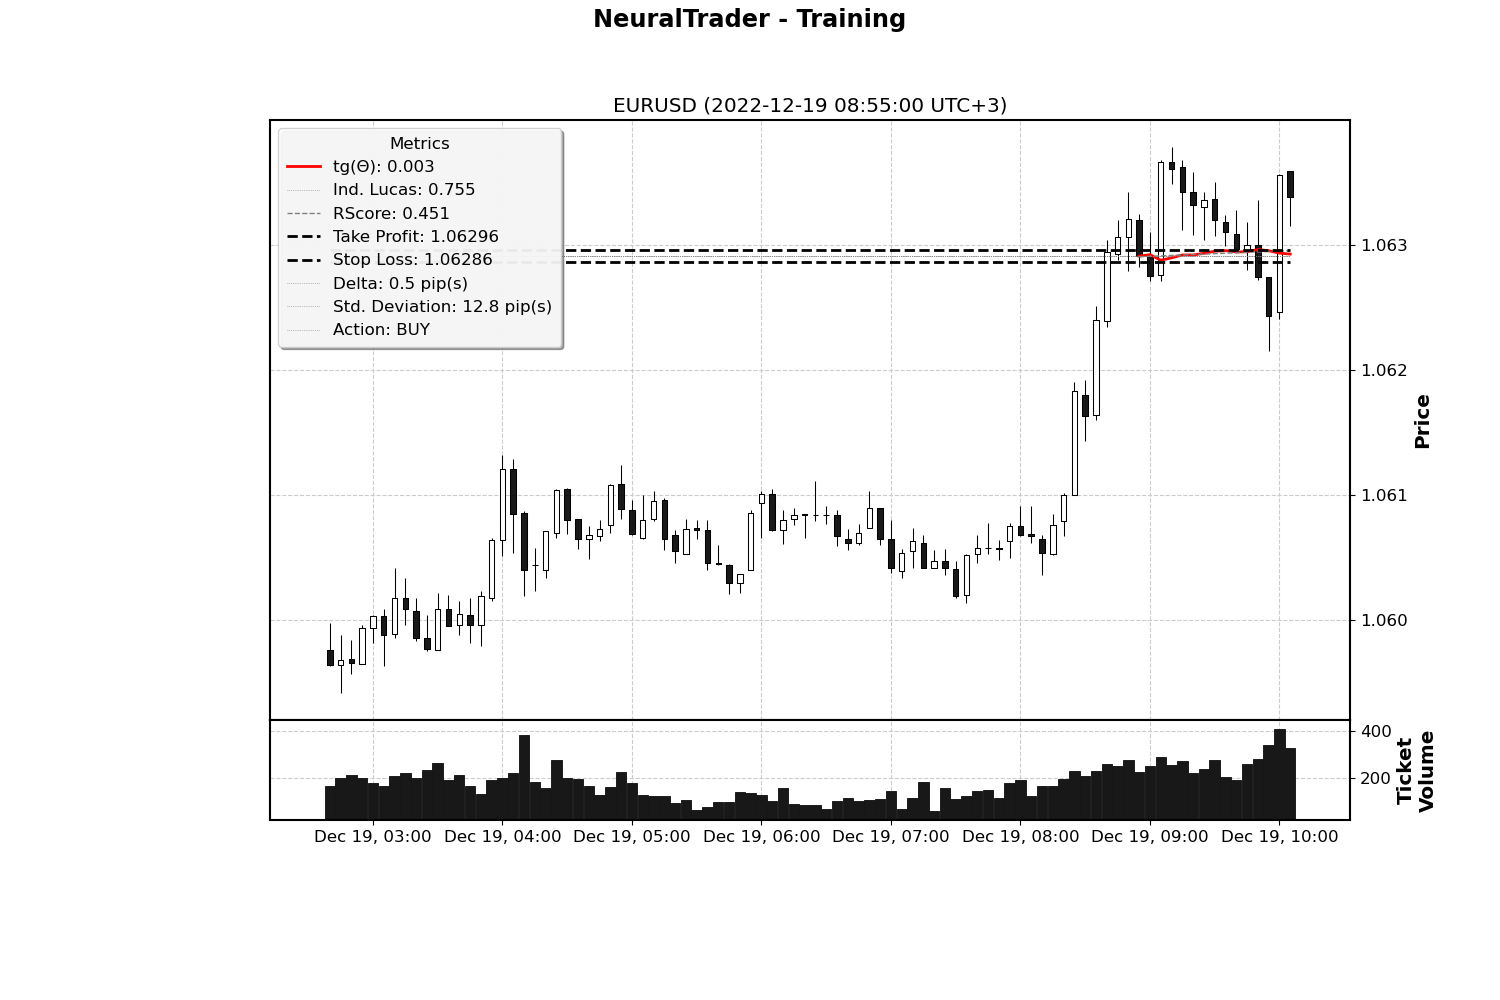 NeuralTrader - Training
EURUSD (2022-12-19 08:55:00 UTC+3)
Metrics
tg(Θ): 0.003
Ind. Lucas: 0.755
RScore: 0.451
Take Profit: 1.06296
Stop Loss: 1.06286
Delta: 0.5 pip(s)
Std. Deviation: 12.8 pip(s)
Action: BUY
1.063
1.062
1.061
1.060
Price
400
200
Ticket
Volume
Dec 19, 03:00 Dec 19, 04:00 Dec 19, 05:00 Dec 19, 06:00 Dec 19, 07:00 Dec 19, 08:00 Dec 19, 09:00 Dec 19, 10:00